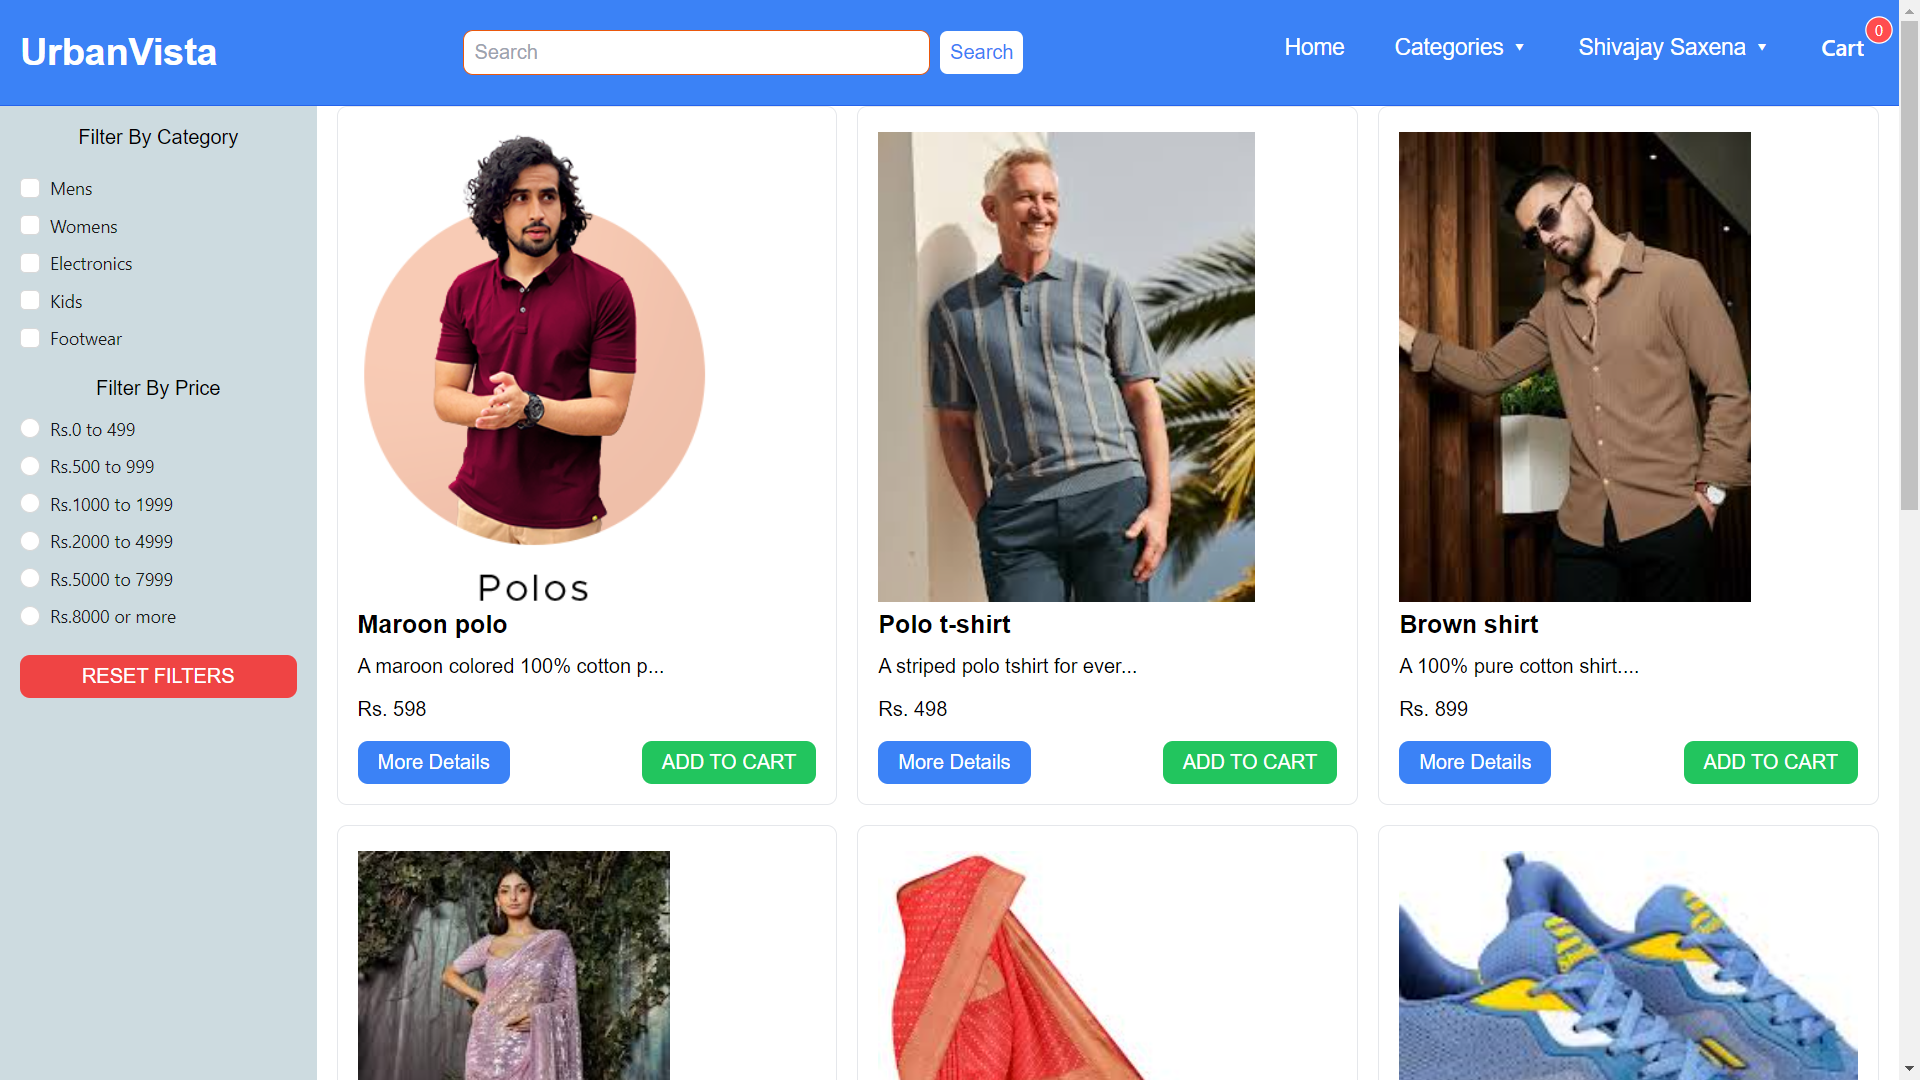 UrbanVista
Search
Search
Home
Categories
Shivajay Saxena
Cart
0
Filter By Category
Mens
Womens
Electronics
Kids
Footwear
Filter By Price
Rs.0 to 499
Rs.500 to 999
Rs.1000 to 1999
Rs.2000 to 4999
Rs.5000 to 7999
Rs.8000 or more
RESET FILTERS
Polos
Maroon polo
A maroon colored 100% cotton p...
Rs. 598
More Details
ADD TO CART
Polo t-shirt
A striped polo tshirt for ever...
Rs. 498
More Details
ADD TO CART
Brown shirt
A 100% pure cotton shirt....
Rs. 899
More Details
ADD TO CART